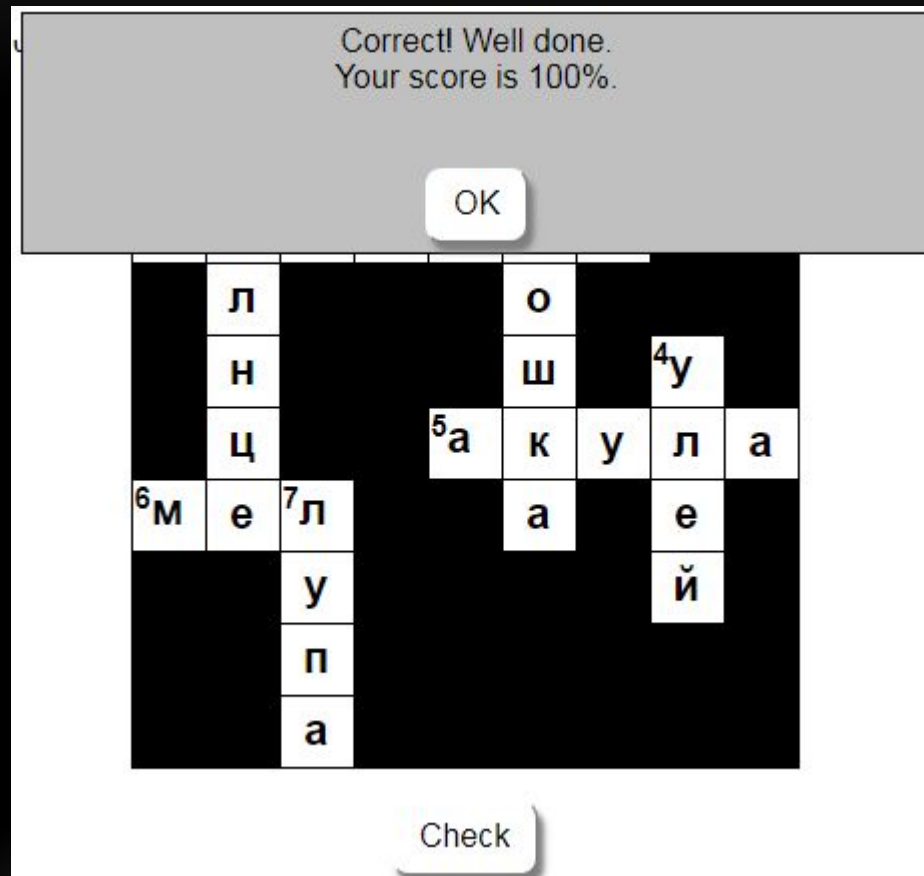 Correct! Well done.
Your score is 100%.
OK
л о
н ш 4у
ц 5а к у л а
6м е 7л а е
у й
п
а
Check